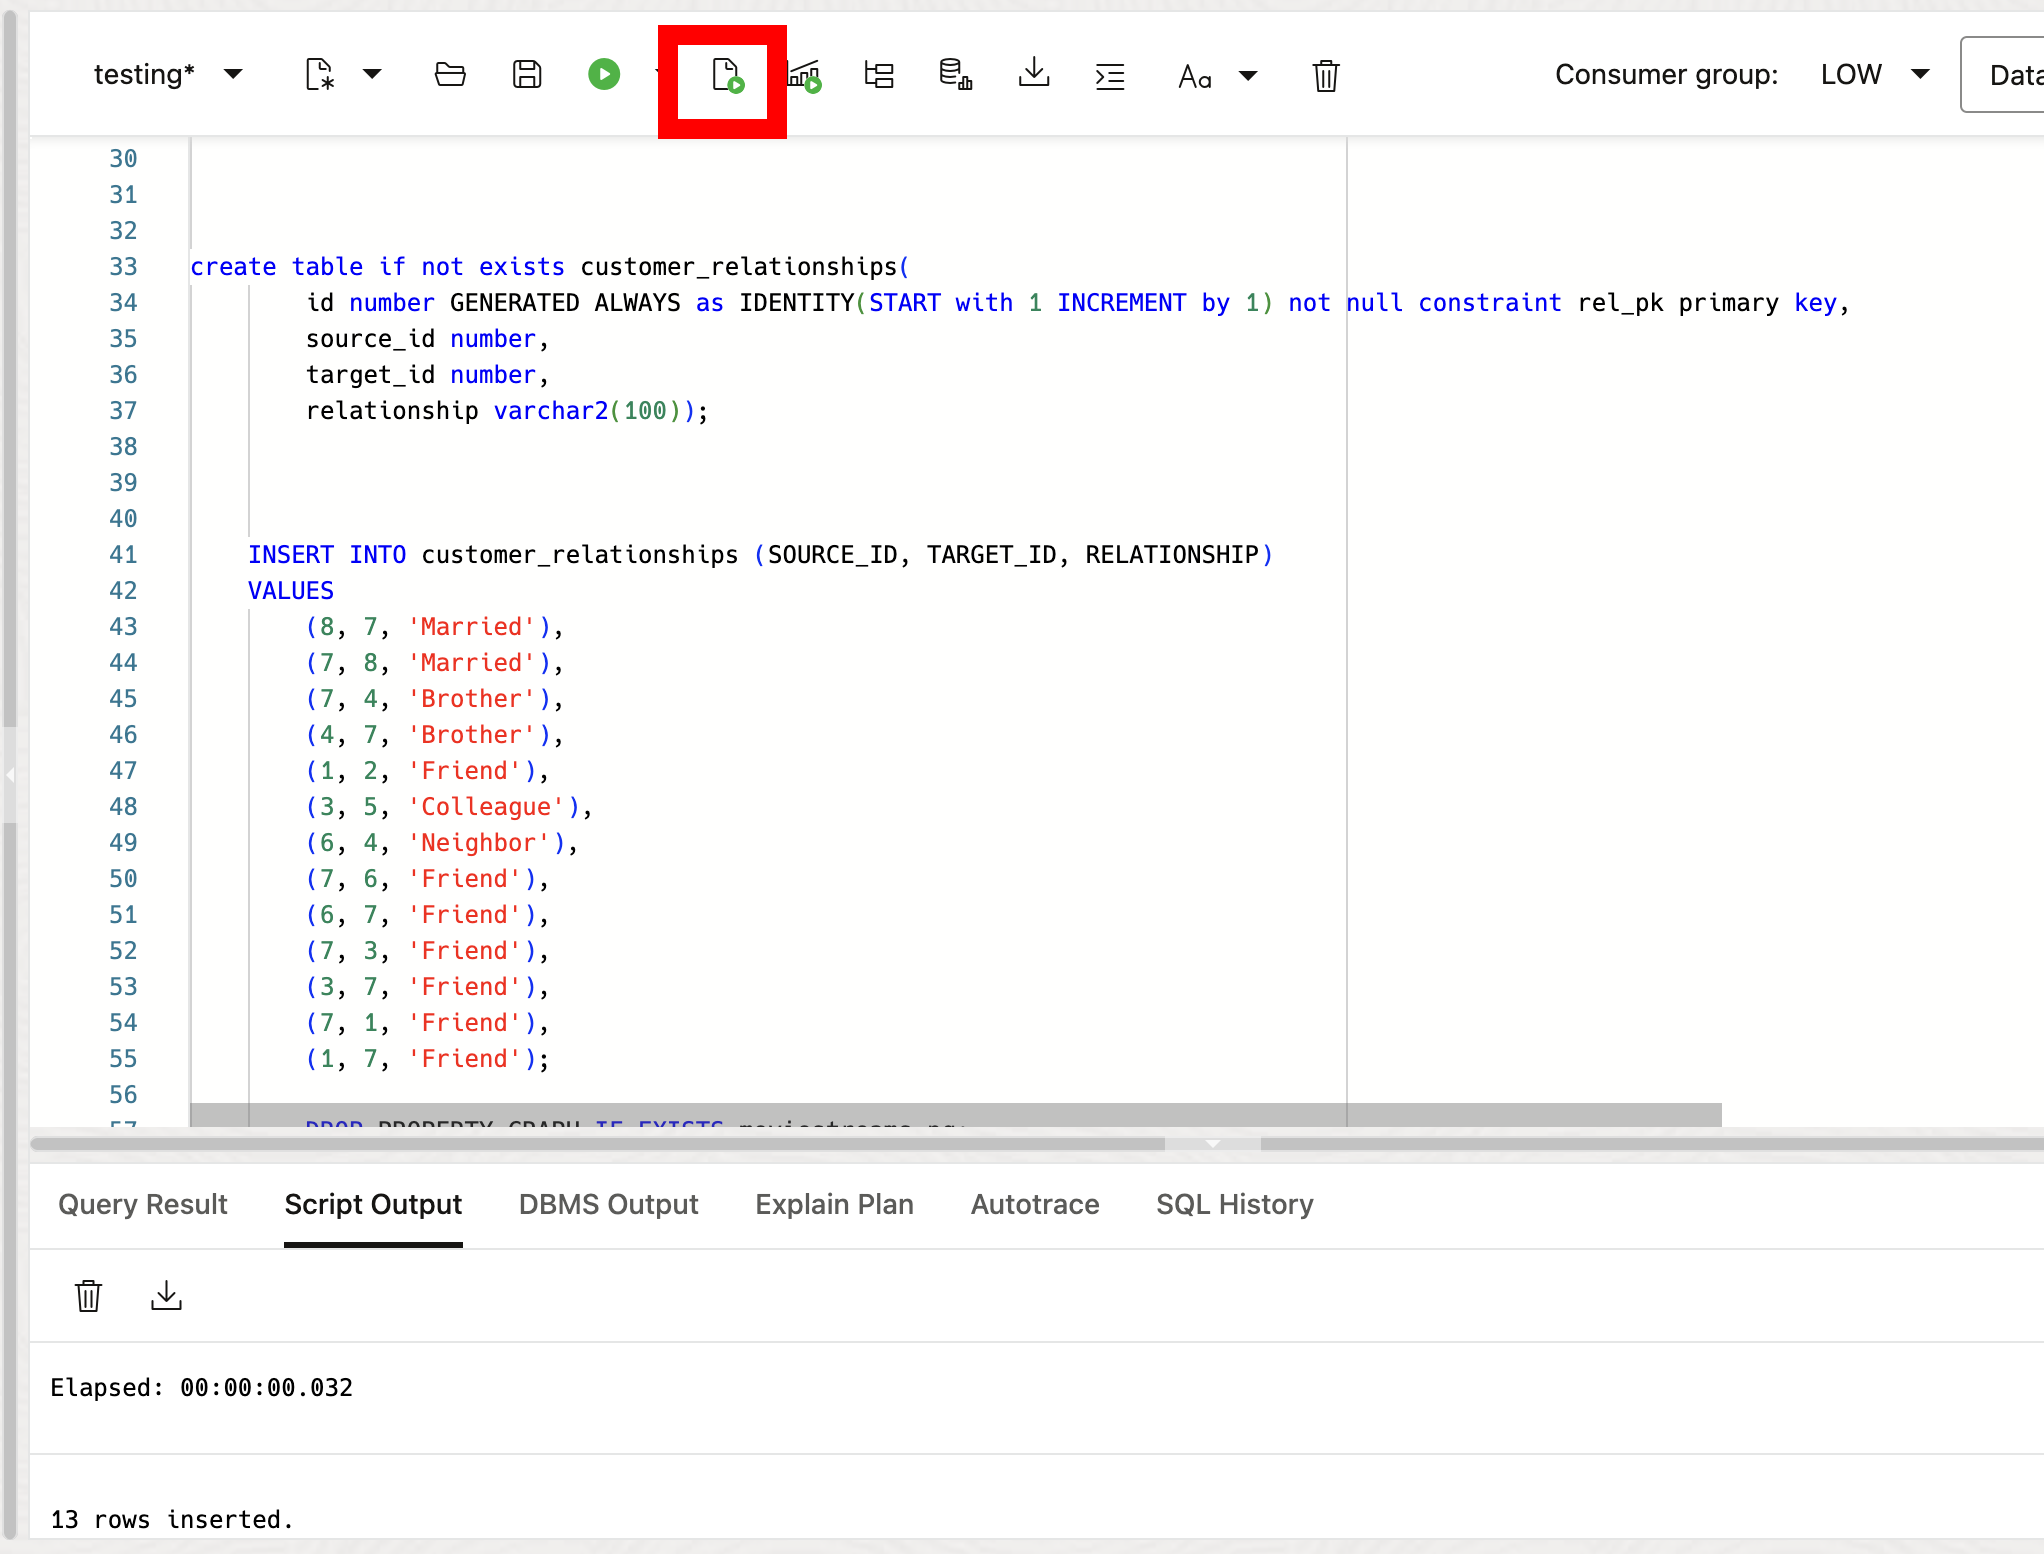 testing* Aa Consumer group: LOW Data
30
31
32
33 create table if not exists customer_relationships(
34 id number GENERATED ALWAYS as IDENTITY(START with 1 INCREMENT by 1) not null constraint rel_pk primary key,
35 source_id number,
36 target_id number,
37 relationship varchar2(100));
38
39
40
41 INSERT INTO customer_relationships (SOURCE_ID, TARGET_ID, RELATIONSHIP)
42 VALUES
43 (8, 7, 'Married'),
44 (7, 8, 'Married'),
45 (7, 4, 'Brother'),
46 (4, 7, 'Brother'),
47 (1, 2, 'Friend'),
48 (3, 5, 'Colleague'),
49 (6, 4, 'Neighbor'),
50 (7, 6, 'Friend'),
51 (6, 7, 'Friend'),
52 (7, 3, 'Friend'),
53 (3, 7, 'Friend'),
54 (7, 1, 'Friend'),
55 (1, 7, 'Friend');
56
57 DROP PROPERTY GRAPH IF EXISTS
Query Result Script Output DBMS Output Explain Plan Autotrace SQL History
Elapsed: 00:00:00.032
13 rows inserted.